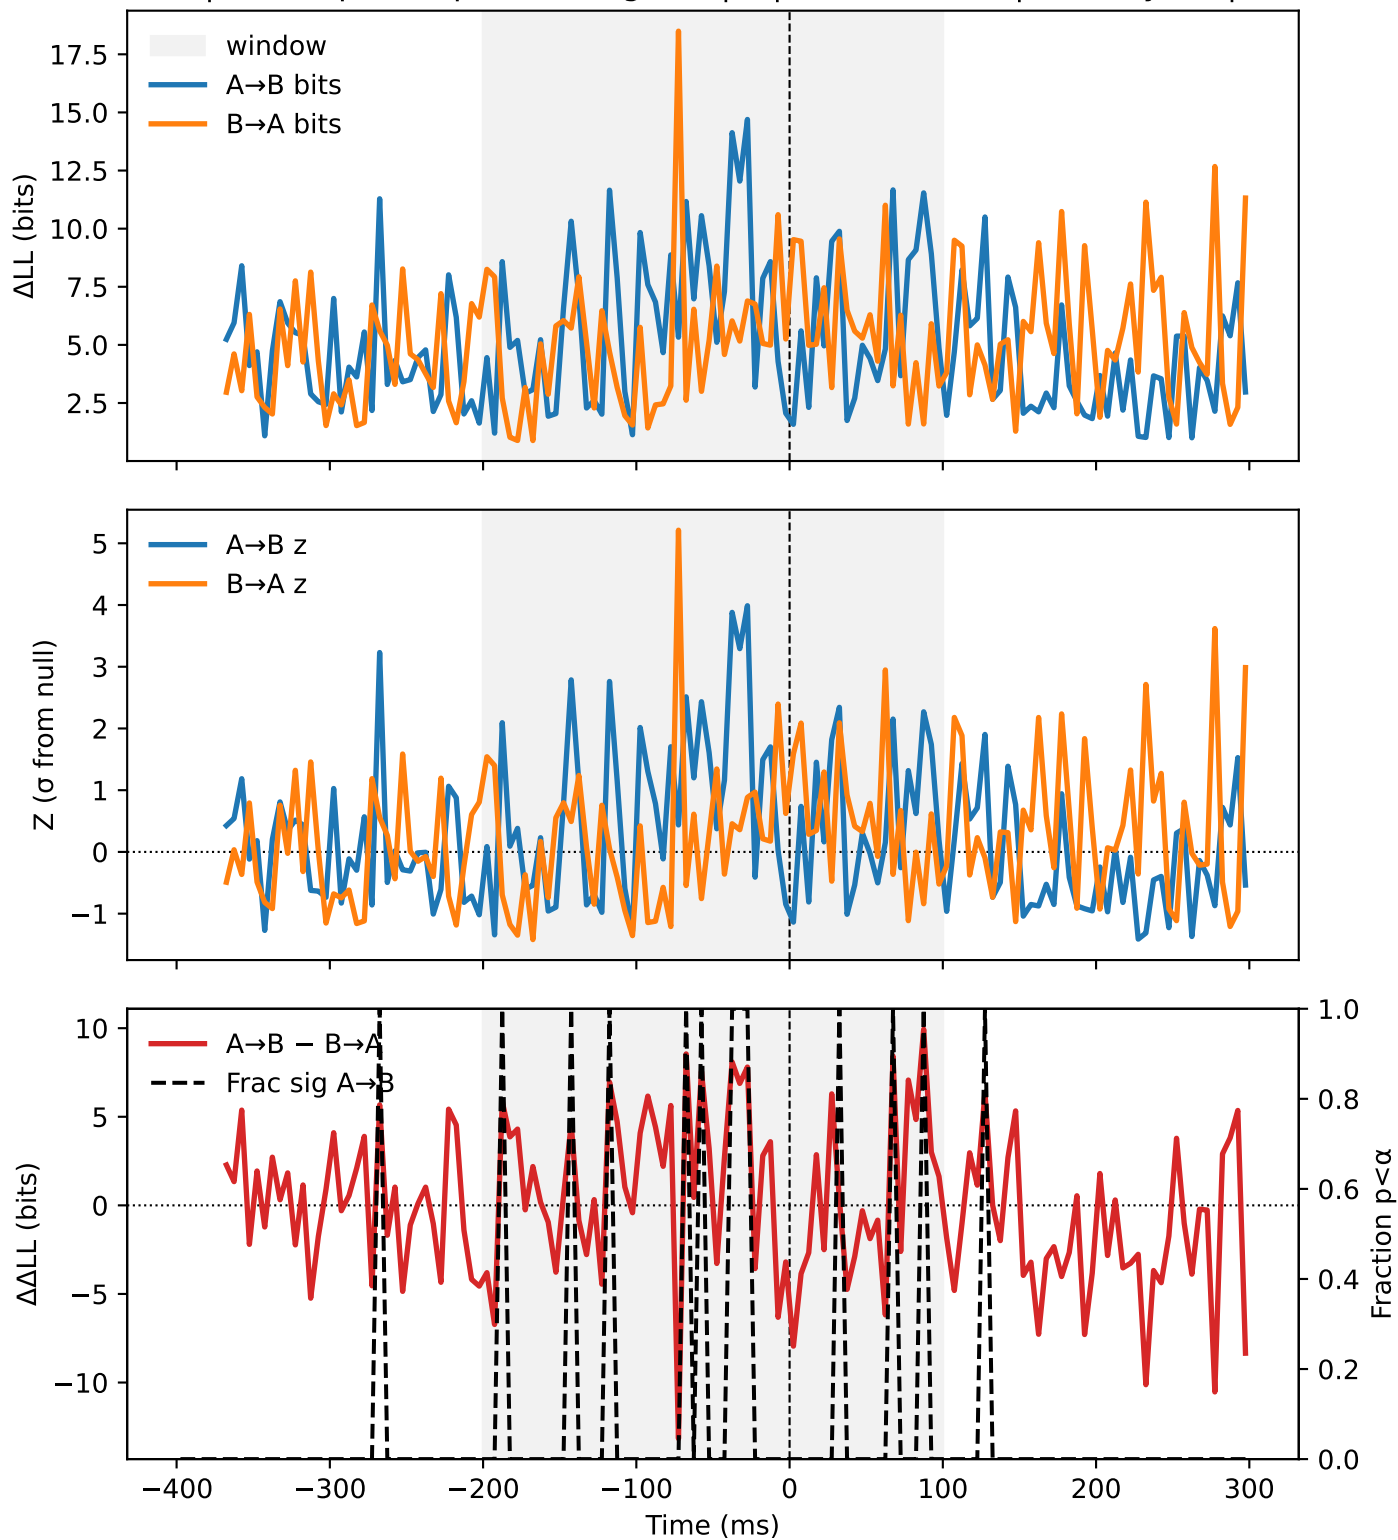 window
A→B bits
B→A bits
17.5
15.0
12.5
10.0
7.5
5.0
2.5
ΔLL (bits)
A→B z
B→A z
5
4
3
2
1
0
−1
Z (σ from null)
A→B − B→A
Frac sig A→B
10
5
0
−5
−10
ΔΔLL (bits)
1.0
0.8
0.6
0.4
0.2
0.0
Fraction p<α
−400 −300 −200 −100 0 100 200 300
Time (ms)